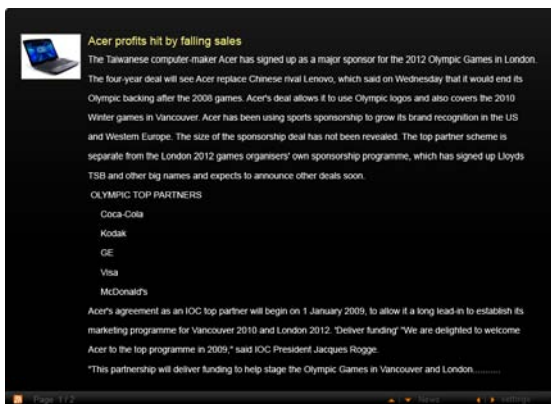 Acer profits hit by falling sales
The Taiwanese computer-maker Acer has signed up as a major sponsor for the 2012 Olympic Games in London.
The four-year deal will see Acer replace Chinese rival Lenovo, which said on Wednesday that it would end its
Olympic backing after the 2008 games. Acer's deal allows it to use Olympic logos and also covers the 2010
Winter games in Vancouver. Acer has been using sports sponsorship to grow its brand recognition in the US
and Western Europe. The size of the sponsorship deal has not been revealed. The top partner scheme is
separate from the London 2012 games organisers' own sponsorship programme, which has signed up Lloyds
TSB and other big names and expects to announce other deals soon.
OLYMPIC TOP PARTNERS
Coca-Cola
Kodak
GE
Visa
McDonald's
Acer's agreement as an IOC top partner will begin on 1 January 2009, to allow it a long lead-in to establish its
marketing programme for Vancouver 2010 and London 2012. 'Deliver funding' "We are delighted to welcome
Acer to the top programme in 2009," said IOC President Jacques Rogge.
"This partnership will deliver funding to help stage the Olympic Games in Vancouver and London...........
Page 1 / 2 News settings